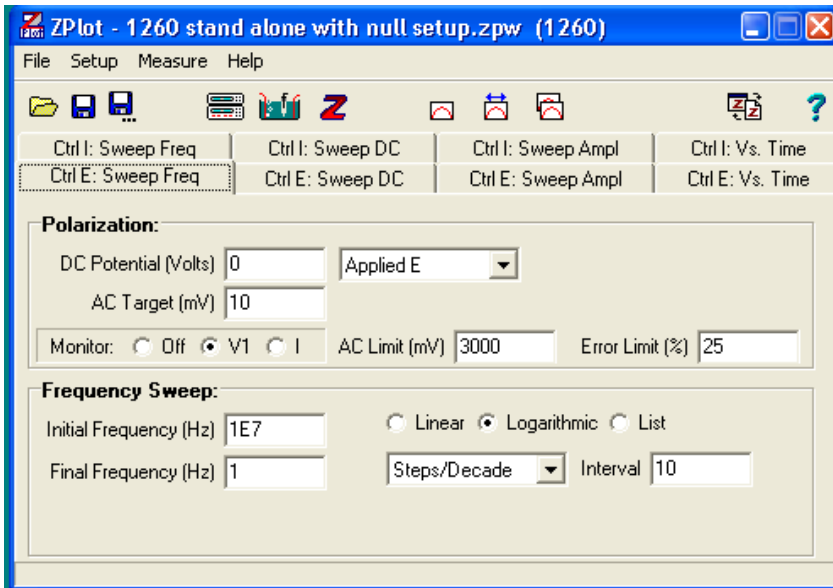 ZPlot - 1260 stand alone with null setup.zpw (1260)
File Setup Measure Help
Ctrl I: Sweep Freq Ctrl I: Sweep DC Ctrl I: Sweep Ampl Ctrl I: Vs. Time
Ctrl E: Sweep Freq Ctrl E: Sweep DC Ctrl E: Sweep Ampl Ctrl E: Vs. Time
Polarization:
DC Potential (Volts) 0 Applied E
AC Target (mV) 10
Monitor: Off V1 I AC Limit (mV) 3000 Error Limit (%) 25
Frequency Sweep:
Initial Frequency (Hz) 1E7 Linear Logarithmic List
Final Frequency (Hz) 1 Steps/Decade Interval 10